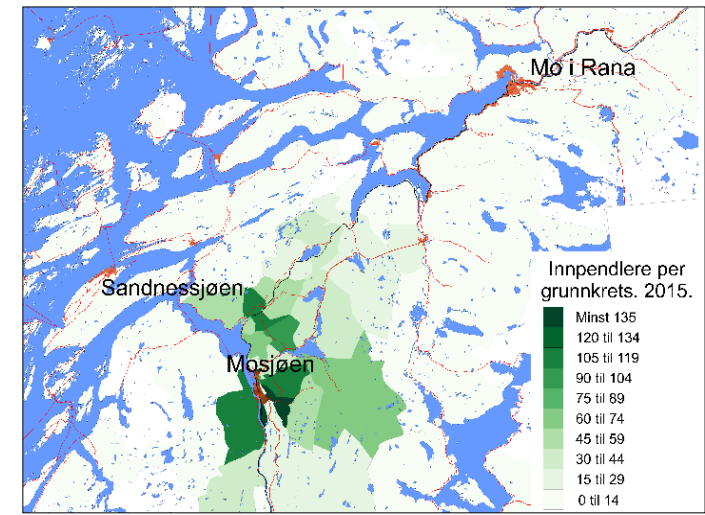 Mo i Rana
Sandnessjøen
Mosjøen
Innpendlere per
grunnkrets. 2015.
Minst 135
120 til 134
105 til 119
90 til 104
75 til 89
60 til 74
45 til 59
30 til 44
15 til 29
0 til 14